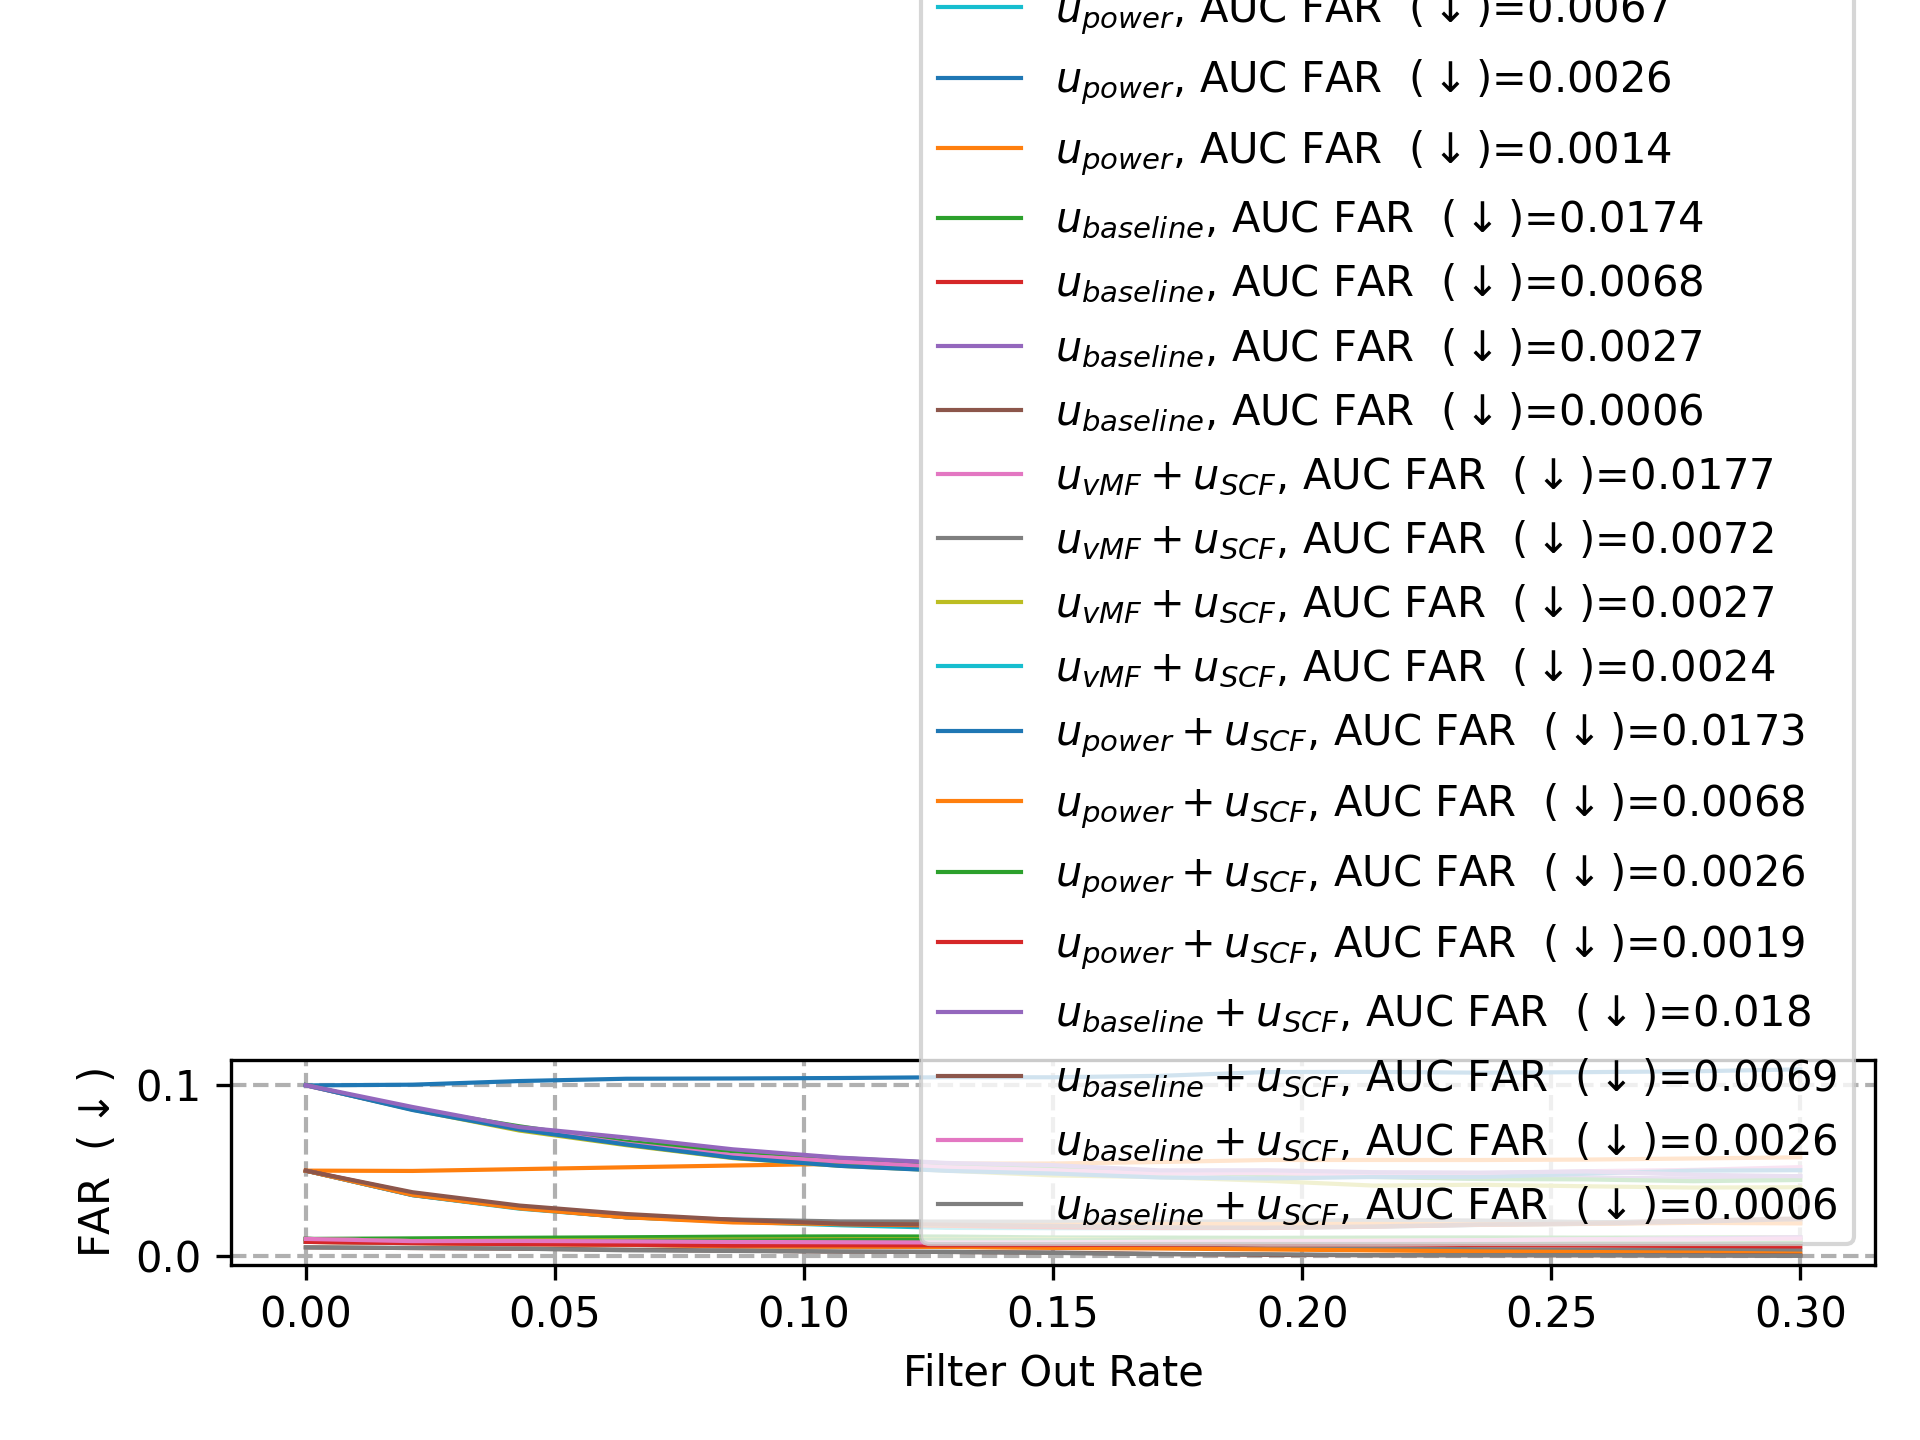 u_power, AUC FAR (↓)=0.0067
u_power, AUC FAR (↓)=0.0026
u_power, AUC FAR (↓)=0.0014
u_baseline, AUC FAR (↓)=0.0174
u_baseline, AUC FAR (↓)=0.0068
u_baseline, AUC FAR (↓)=0.0027
u_baseline, AUC FAR (↓)=0.0006
u_vMF + u_SCF, AUC FAR (↓)=0.0177
u_vMF + u_SCF, AUC FAR (↓)=0.0072
u_vMF + u_SCF, AUC FAR (↓)=0.0027
u_vMF + u_SCF, AUC FAR (↓)=0.0024
u_power + u_SCF, AUC FAR (↓)=0.0173
u_power + u_SCF, AUC FAR (↓)=0.0068
u_power + u_SCF, AUC FAR (↓)=0.0026
u_power + u_SCF, AUC FAR (↓)=0.0019
u_baseline + u_SCF, AUC FAR (↓)=0.018
u_baseline + u_SCF, AUC FAR (↓)=0.0069
u_baseline + u_SCF, AUC FAR (↓)=0.0026
u_baseline + u_SCF, AUC FAR (↓)=0.0006
FAR (↓)
0.1
0.0
0.00 0.05 0.10 0.15 0.20 0.25 0.30
Filter Out Rate